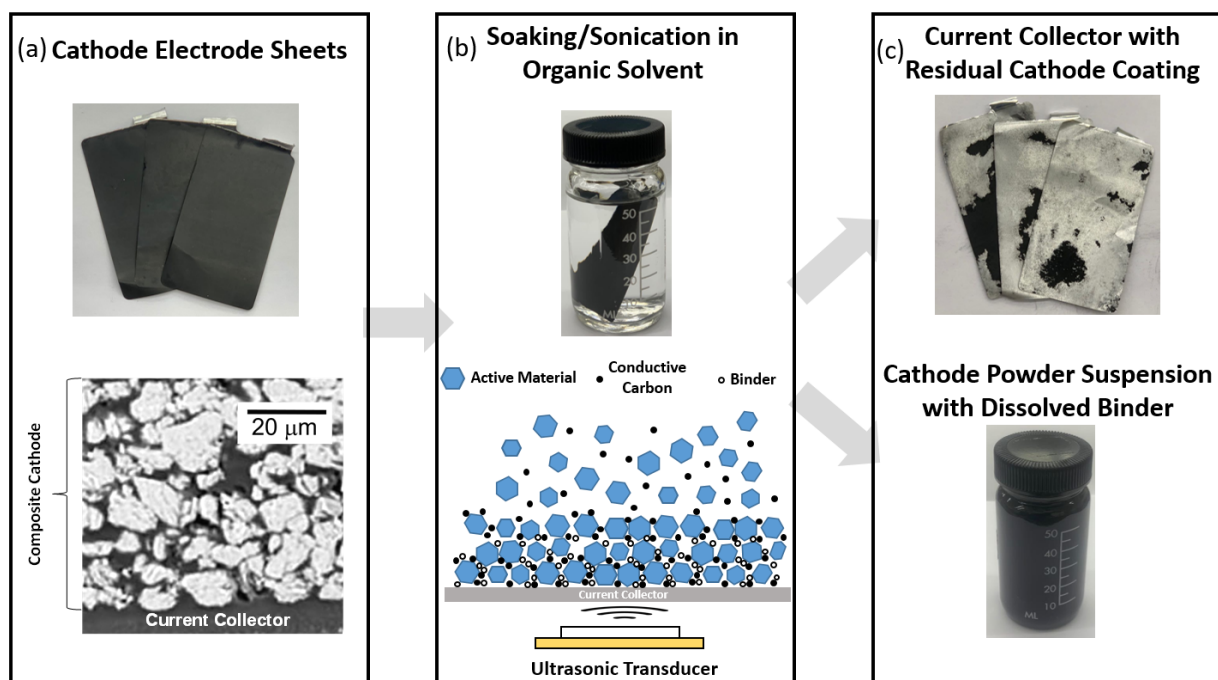 (a) Cathode Electrode Sheets
20 μm
Composite Cathode
Current Collector
(b) Soaking/Sonication in
Organic Solvent
50
40
30
20
10
ML
Active Material
Conductive
Carbon
Binder
Current Collector
Ultrasonic Transducer
(c) Current Collector with
Residual Cathode Coating
Cathode Powder Suspension
with Dissolved Binder
50
40
30
20
10
ML